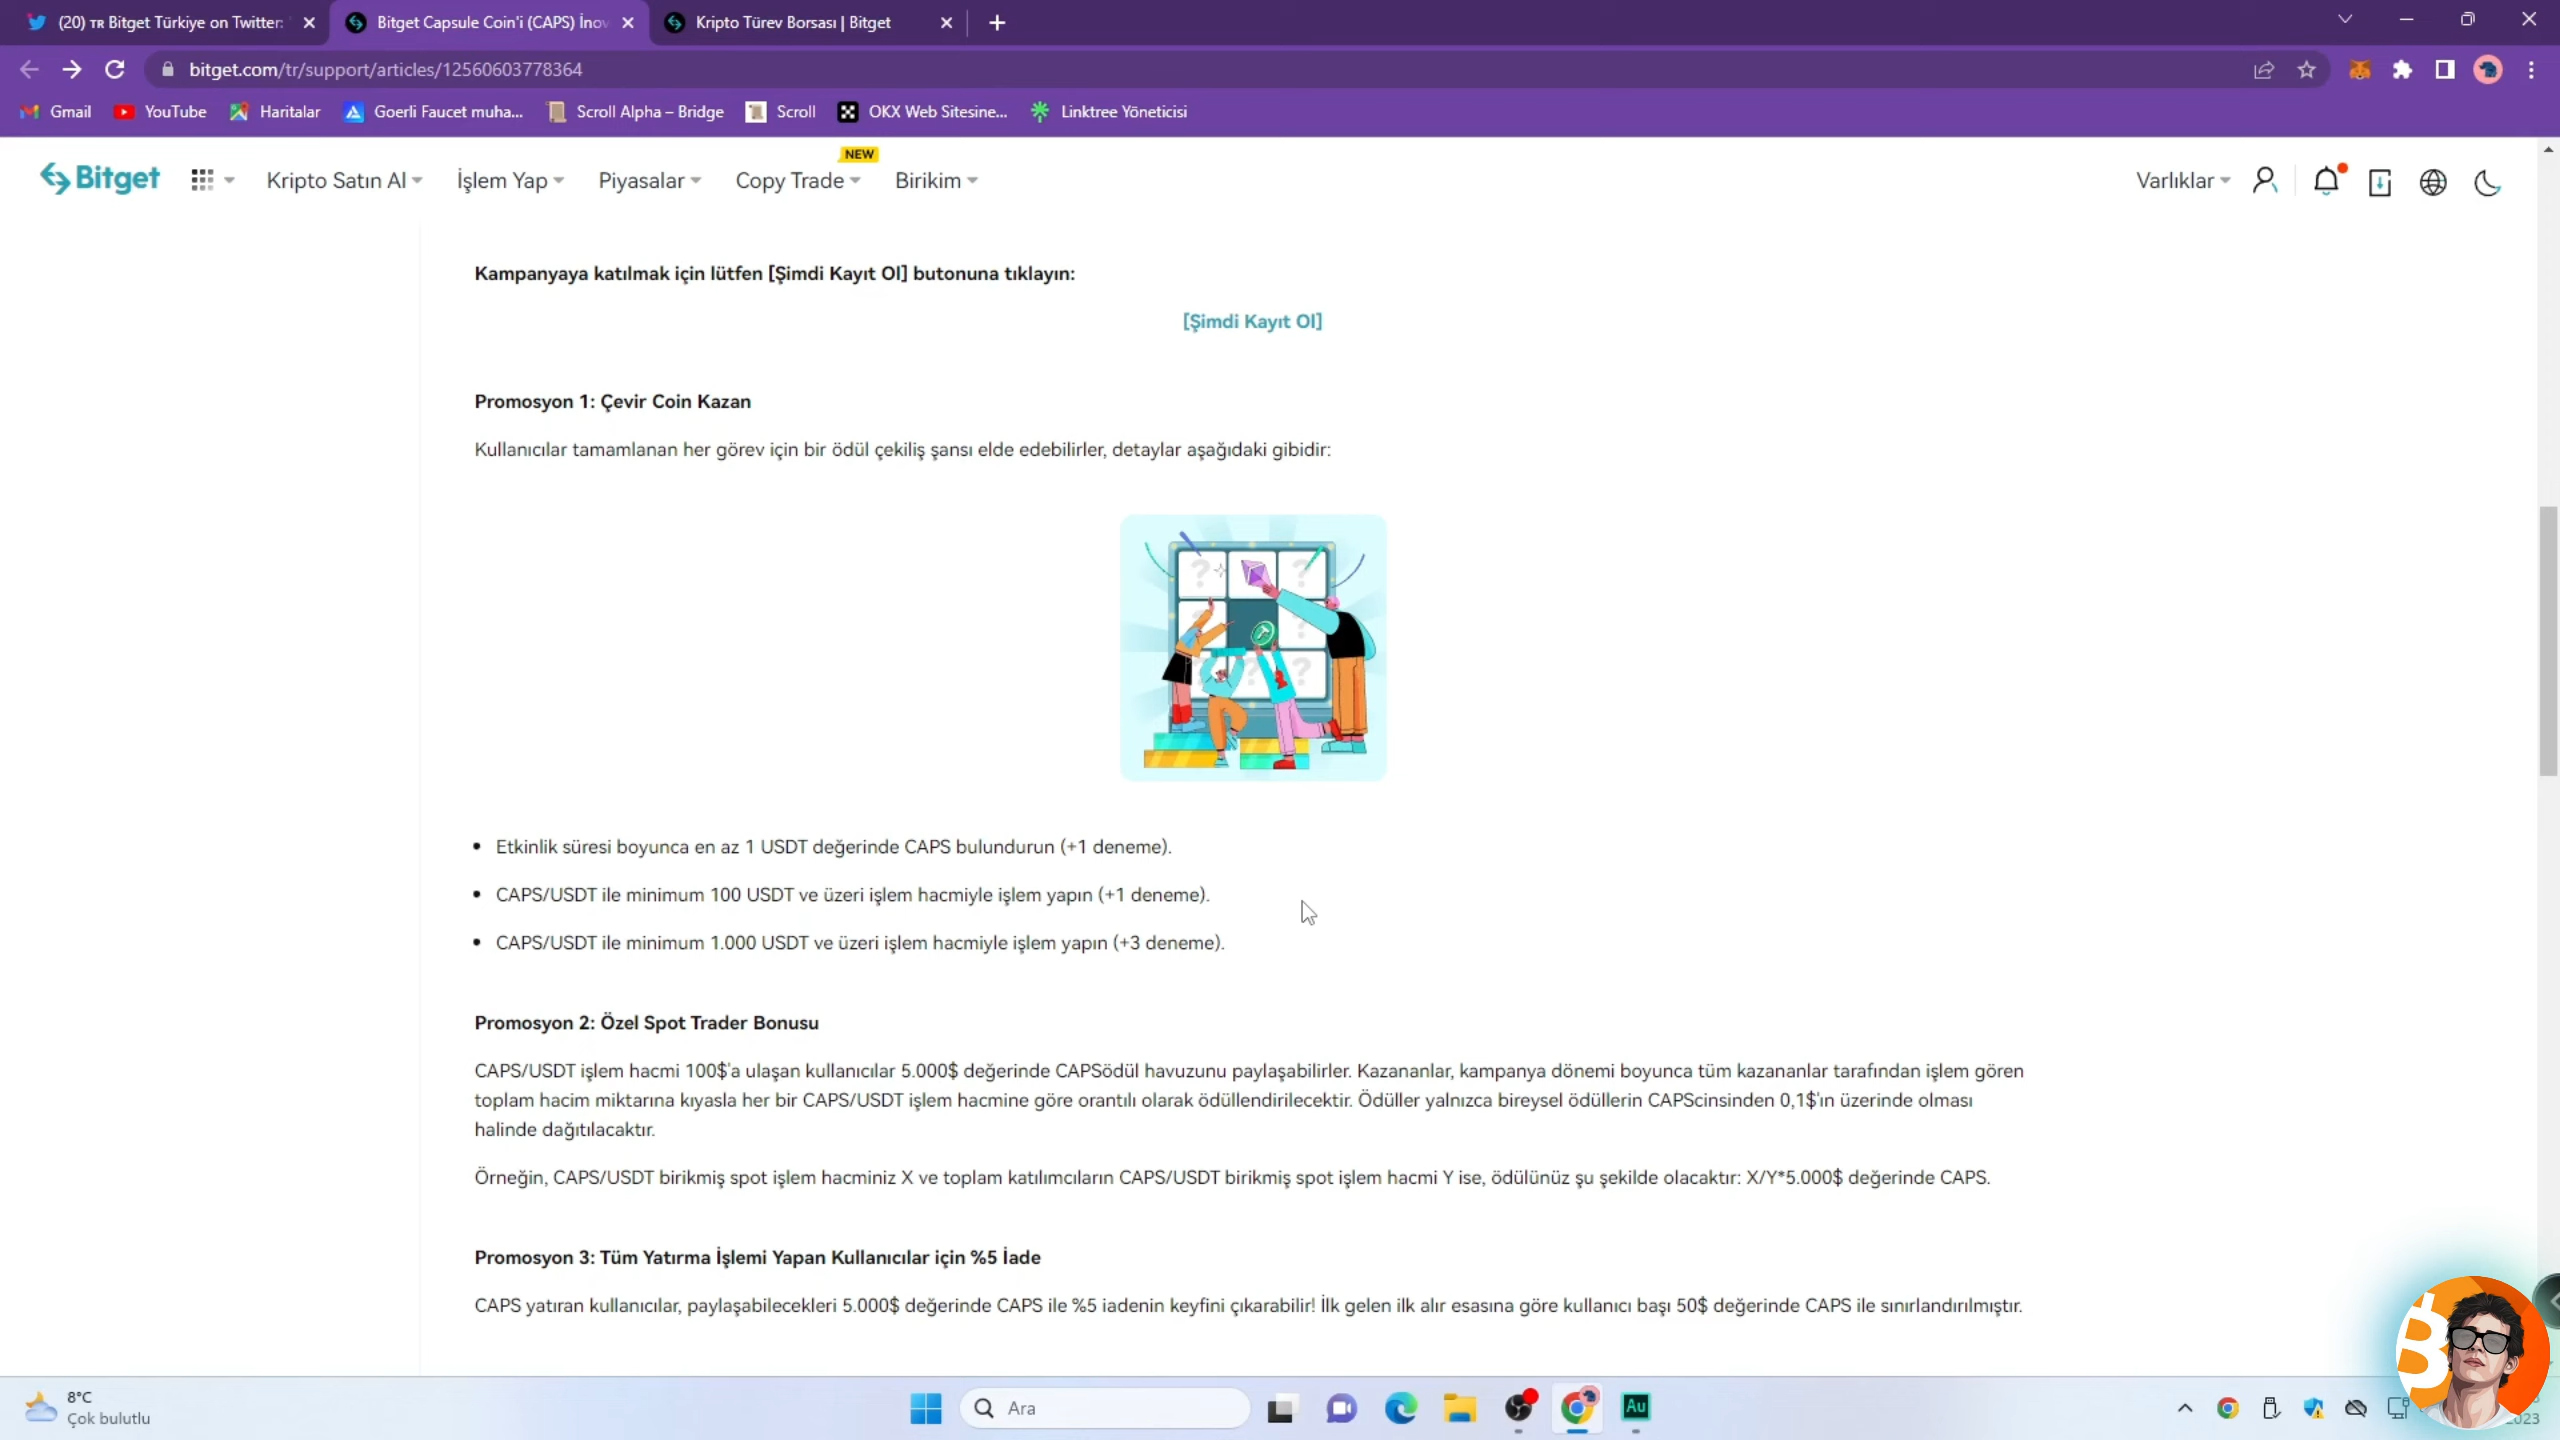 (20) TR Bitget Türkiye on Twitter:
Bitget Capsule Coin'i (CAPS) İnov
Kripto Türev Borsası | Bitget
bitget.com/tr/support/articles/12560603778364
Gmail
YouTube
Haritalar
Goerli Faucet muha...
Scroll Alpha – Bridge
Scroll
OKX Web Sitesine...
Linktree Yöneticisi
Bitget
Kripto Satın Al
İşlem Yap
Piyasalar
Copy Trade
NEW
Birikim
Varlıklar
Kampanyaya katılmak için lütfen [Şimdi Kayıt Ol] butonuna tıklayın:
[Şimdi Kayıt Ol]
Promosyon 1: Çevir Coin Kazan
Kullanıcılar tamamlanan her görev için bir ödül çekiliş şansı elde edebilirler, detaylar aşağıdaki gibidir:
Etkinlik süresi boyunca en az 1 USDT değerinde CAPS bulundurun (+1 deneme).
CAPS/USDT ile minimum 100 USDT ve üzeri işlem hacmiyle işlem yapın (+1 deneme).
CAPS/USDT ile minimum 1.000 USDT ve üzeri işlem hacmiyle işlem yapın (+3 deneme).
Promosyon 2: Özel Spot Trader Bonusu
CAPS/USDT işlem hacmi 100$'a ulaşan kullanıcılar 5.000$ değerinde CAPSödül havuzunu paylaşabilirler. Kazananlar, kampanya dönemi boyunca tüm kazananlar tarafından işlem gören
toplam hacim miktarına kıyasla her bir CAPS/USDT işlem hacmine göre orantılı olarak ödüllendirilecektir. Ödüller yalnızca bireysel ödüllerin CAPScinsinden 0,1$'ın üzerinde olması
halinde dağıtılacaktır.
Örneğin, CAPS/USDT birikmiş spot işlem hacminiz X ve toplam katılımcıların CAPS/USDT birikmiş spot işlem hacmi Y ise, ödülünüz şu şekilde olacaktır: X/Y*5.000$ değerinde CAPS.
Promosyon 3: Tüm Yatırma İşlemi Yapan Kullanıcılar için %5 İade
CAPS yatıran kullanıcılar, paylaşabilecekleri 5.000$ değerinde CAPS ile %5 iadenin keyfini çıkarabilir! İlk gelen ilk alır esasına göre kullanıcı başı 50$ değerinde CAPS ile sınırlandırılmıştır.
8°C
Çok bulutlu
Ara
Au
2023